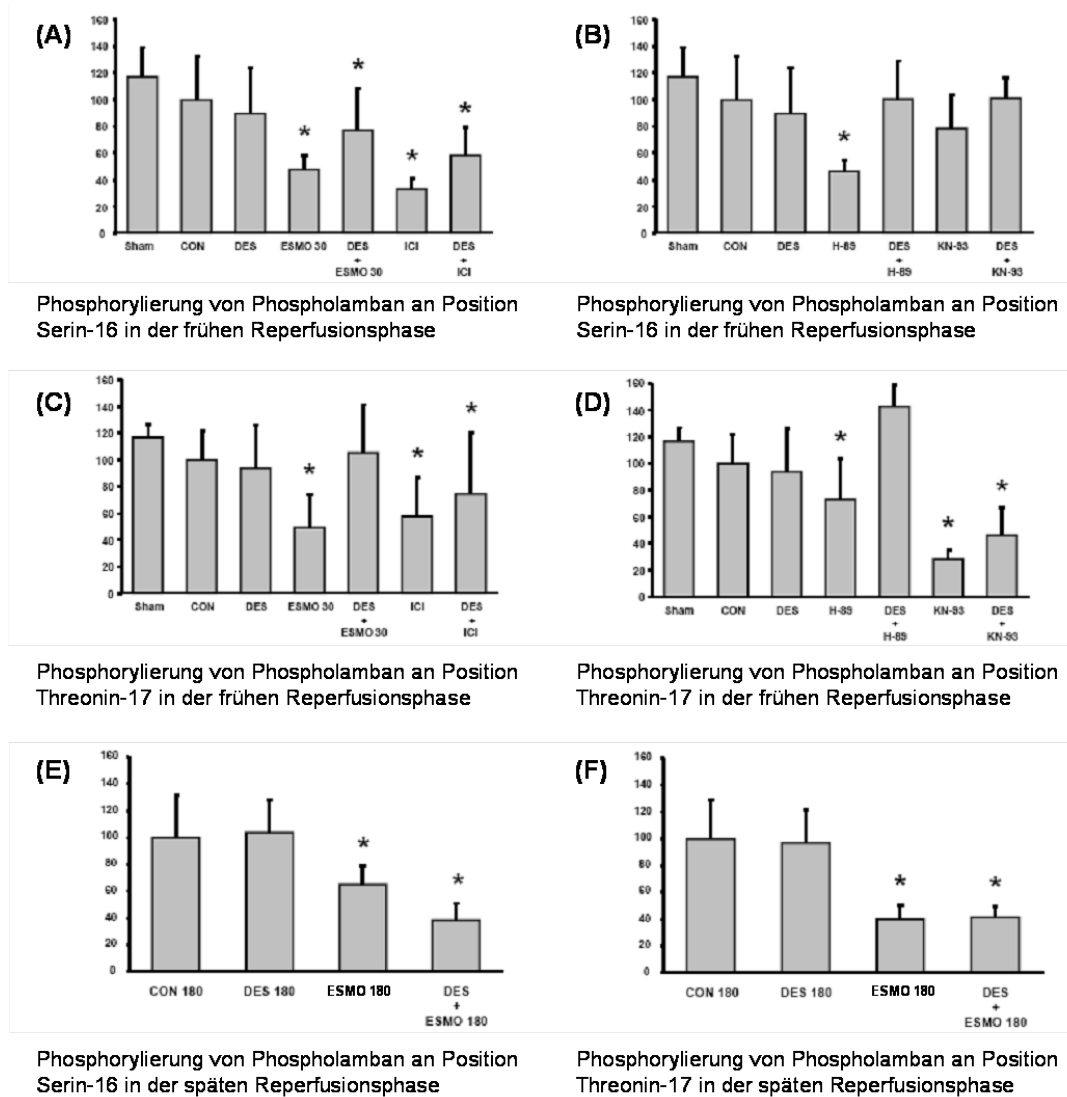 (A)
160
140
120
100
80
60
40
20
0
*
*
*
*
Sham CON DES ESMO 30 DES + ESMO 30 ICI DES + ICI
Phosphorylierung von Phospholamban an Position
Serin-16 in der frühen Reperfusionsphase
(B)
160
140
120
100
80
60
40
20
0
*
Sham CON DES H-89 DES + H-89 KN-93 DES + KN-93
Phosphorylierung von Phospholamban an Position
Serin-16 in der frühen Reperfusionsphase
(C)
160
140
120
100
80
60
40
20
0
*
*
*
Sham CON DES ESMO 30 DES + ESMO 30 ICI DES + ICI
Phosphorylierung von Phospholamban an Position
Threonin-17 in der frühen Reperfusionsphase
(D)
160
140
120
100
80
60
40
20
0
*
*
*
Sham CON DES H-89 DES + H-89 KN-93 DES + KN-93
Phosphorylierung von Phospholamban an Position
Threonin-17 in der frühen Reperfusionsphase
(E)
160
140
120
100
80
60
40
20
0
*
*
CON 180 DES 180 ESMO 180 DES + ESMO 180
Phosphorylierung von Phospholamban an Position
Serin-16 in der späten Reperfusionsphase
(F)
160
140
120
100
80
60
40
20
0
*
*
CON 180 DES 180 ESMO 180 DES + ESMO 180
Phosphorylierung von Phospholamban an Position
Threonin-17 in der späten Reperfusionsphase